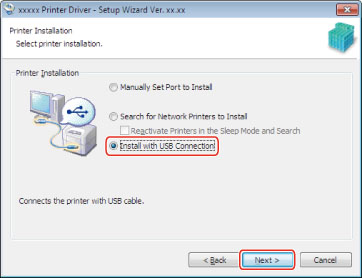 xxxxx Printer Driver - Setup Wizard Ver. xx.xx
Printer Installation
Select printer installation.
Printer Installation
Manually Set Port to Install
Search for Network Printers to Install
Reactivate Printers in the Sleep Mode and Search
Install with USB Connection
Connects the printer with USB cable.
< Back
Next >
Cancel